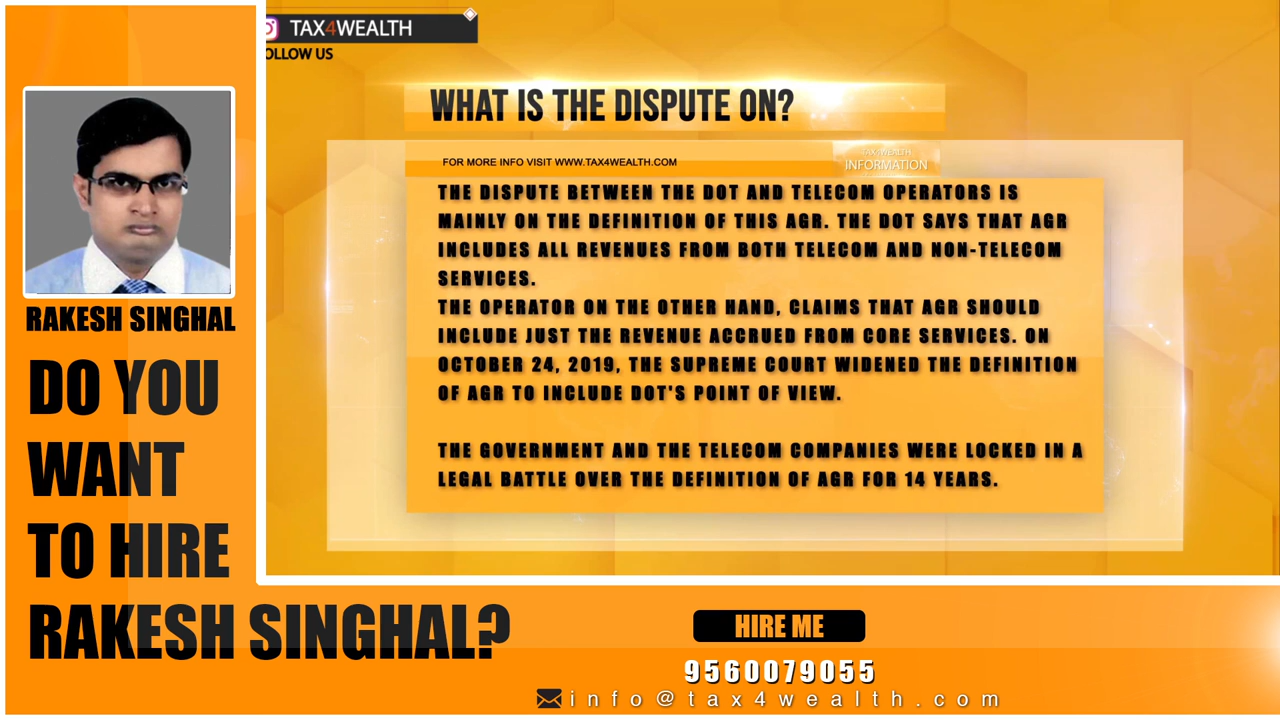 TAX4WEALTH
OLLOW US
WHAT IS THE DISPUTE ON?
FOR MORE INFO VISIT WWW.TAX4WEALTH.COM
TAX4WEALTH
INFORMATION
THE DISPUTE BETWEEN THE DOT AND TELECOM OPERATORS IS
MAINLY ON THE DEFINITION OF THIS AGR. THE DOT SAYS THAT AGR
INCLUDES ALL REVENUES FROM BOTH TELECOM AND NON-TELECOM
SERVICES.
THE OPERATOR ON THE OTHER HAND, CLAIMS THAT AGR SHOULD
INCLUDE JUST THE REVENUE ACCRUED FROM CORE SERVICES. ON
OCTOBER 24, 2019, THE SUPREME COURT WIDENED THE DEFINITION
OF AGR TO INCLUDE DOT'S POINT OF VIEW.
THE GOVERNMENT AND THE TELECOM COMPANIES WERE LOCKED IN A
LEGAL BATTLE OVER THE DEFINITION OF AGR FOR 14 YEARS.
RAKESH SINGHAL
DO YOU
WANT
TO HIRE
RAKESH SINGHAL?
HIRE ME
9560079055
info@tax4wealth.com